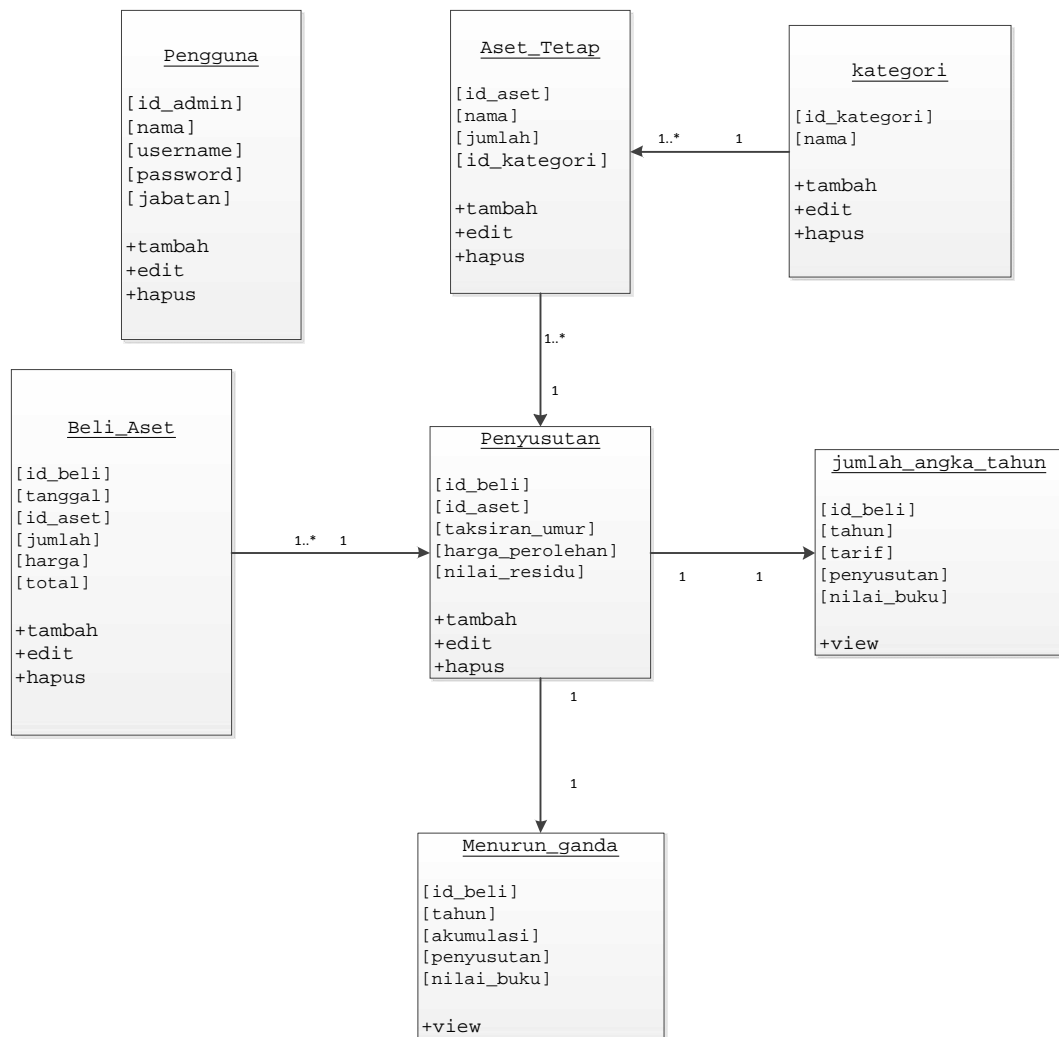 Pengguna
[id_admin]
[nama]
[username]
[password]
[jabatan]
+tambah
+edit
+hapus
Aset_Tetap
[id_aset]
[nama]
[jumlah]
[id_kategori]
+tambah
+edit
+hapus
1..* 1
kategori
[id_kategori]
[nama]
+tambah
+edit
+hapus
1..*
1
Beli_Aset
[id_beli]
[tanggal]
[id_aset]
[jumlah]
[harga]
[total]
+tambah
+edit
+hapus
1..* 1
Penyusutan
[id_beli]
[id_aset]
[taksiran_umur]
[harga_perolehan]
[nilai_residu]
+tambah
+edit
+hapus
1 1
jumlah_angka_tahun
[id_beli]
[tahun]
[tarif]
[penyusutan]
[nilai_buku]
+view
1
1
Menurun_ganda
[id_beli]
[tahun]
[akumulasi]
[penyusutan]
[nilai_buku]
+view